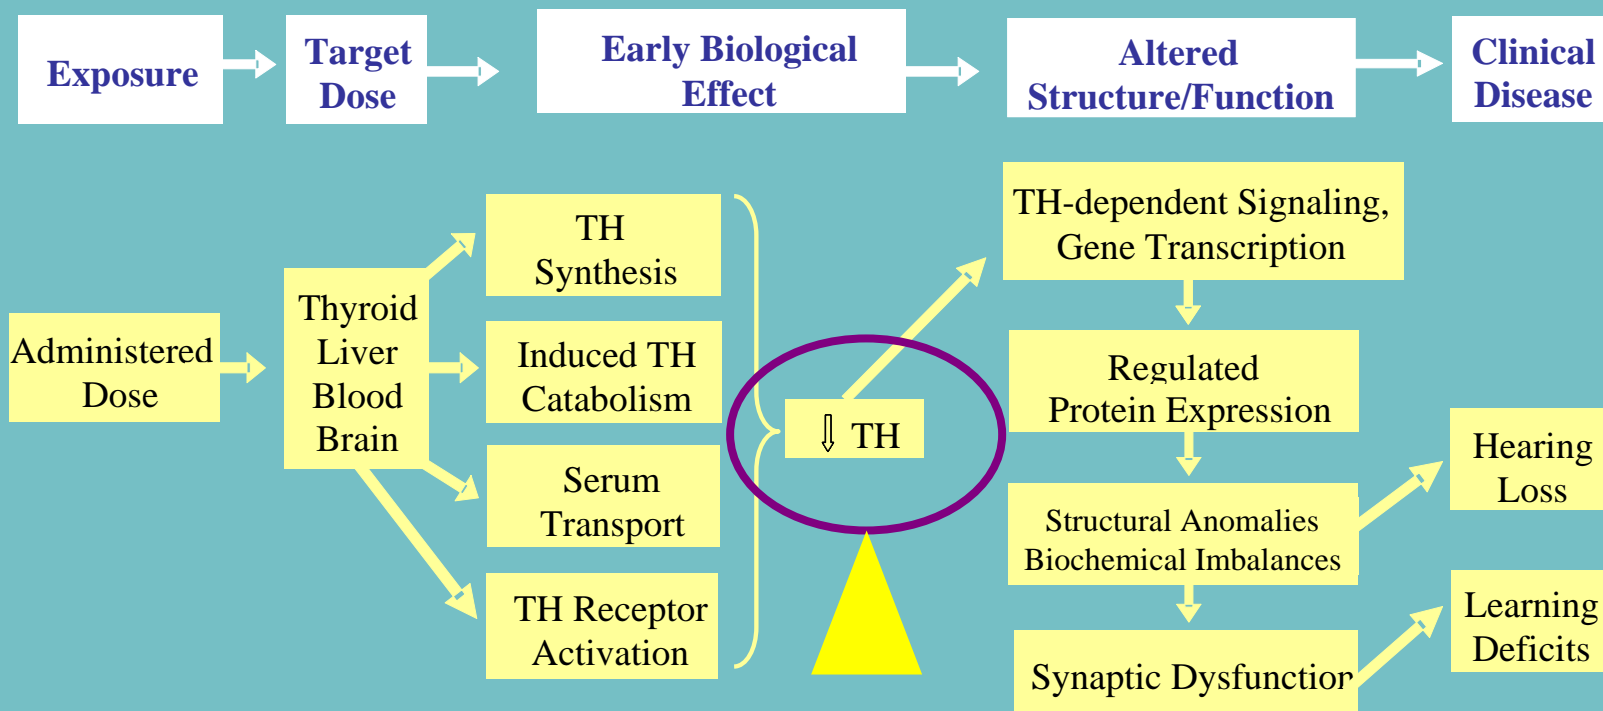 Exposure
Target
Dose
Early Biological
Effect
Altered
Structure/Function
Clinical
Disease
Administered
Dose
Thyroid
Liver
Blood
Brain
TH
Synthesis
Induced TH
Catabolism
Serum
Transport
TH Receptor
Activation
⇓ TH
TH-dependent Signaling,
Gene Transcription
Regulated
Protein Expression
Structural Anomalies
Biochemical Imbalances
Synaptic Dysfunction
Hearing
Loss
Learning
Deficits